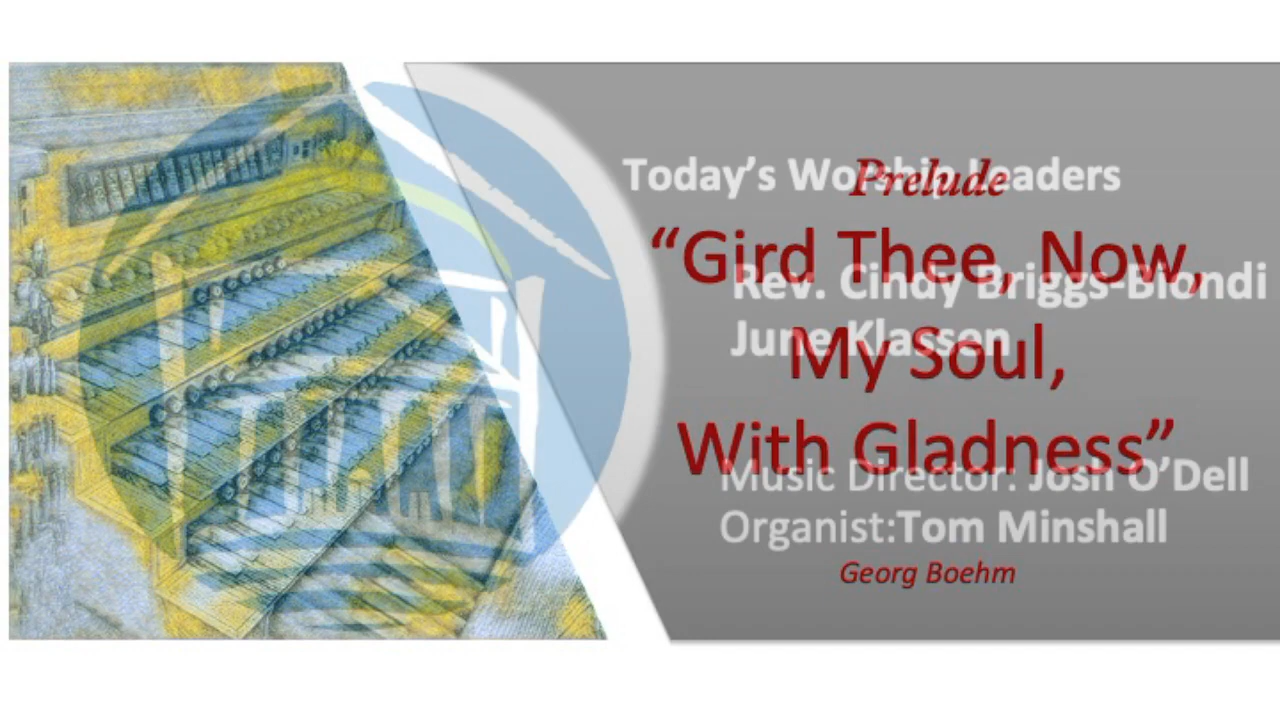 Today's Worship Leaders
Prelude
"Gird Thee, Now,
Rev. Cindy Briggs-Biondi
June Klassen
My Soul,
With Gladness"
Music Director: Josh O'Dell
Organist:Tom Minshall
Georg Boehm